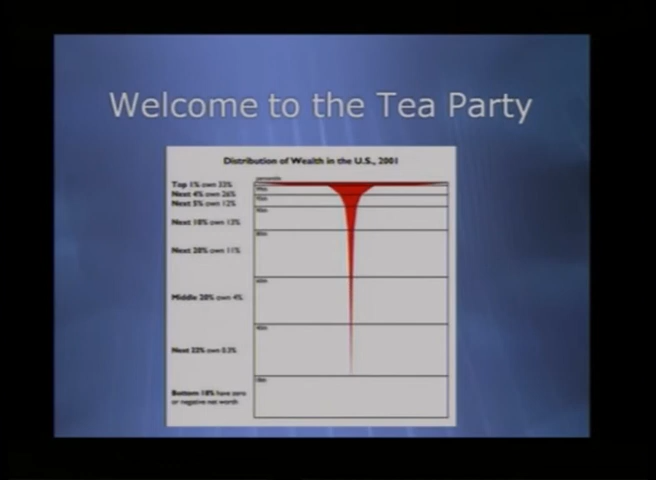 Welcome to the Tea Party
Distribution of Wealth in the U.S., 2001
percentile
Top 1% own 33%
Next 4% own 26%
Next 5% own 12%
Next 10% own 13%
Next 20% own 11%
Middle 20% own 4%
Next 22% own 0.3%
Bottom 18% have zero
or negative net worth